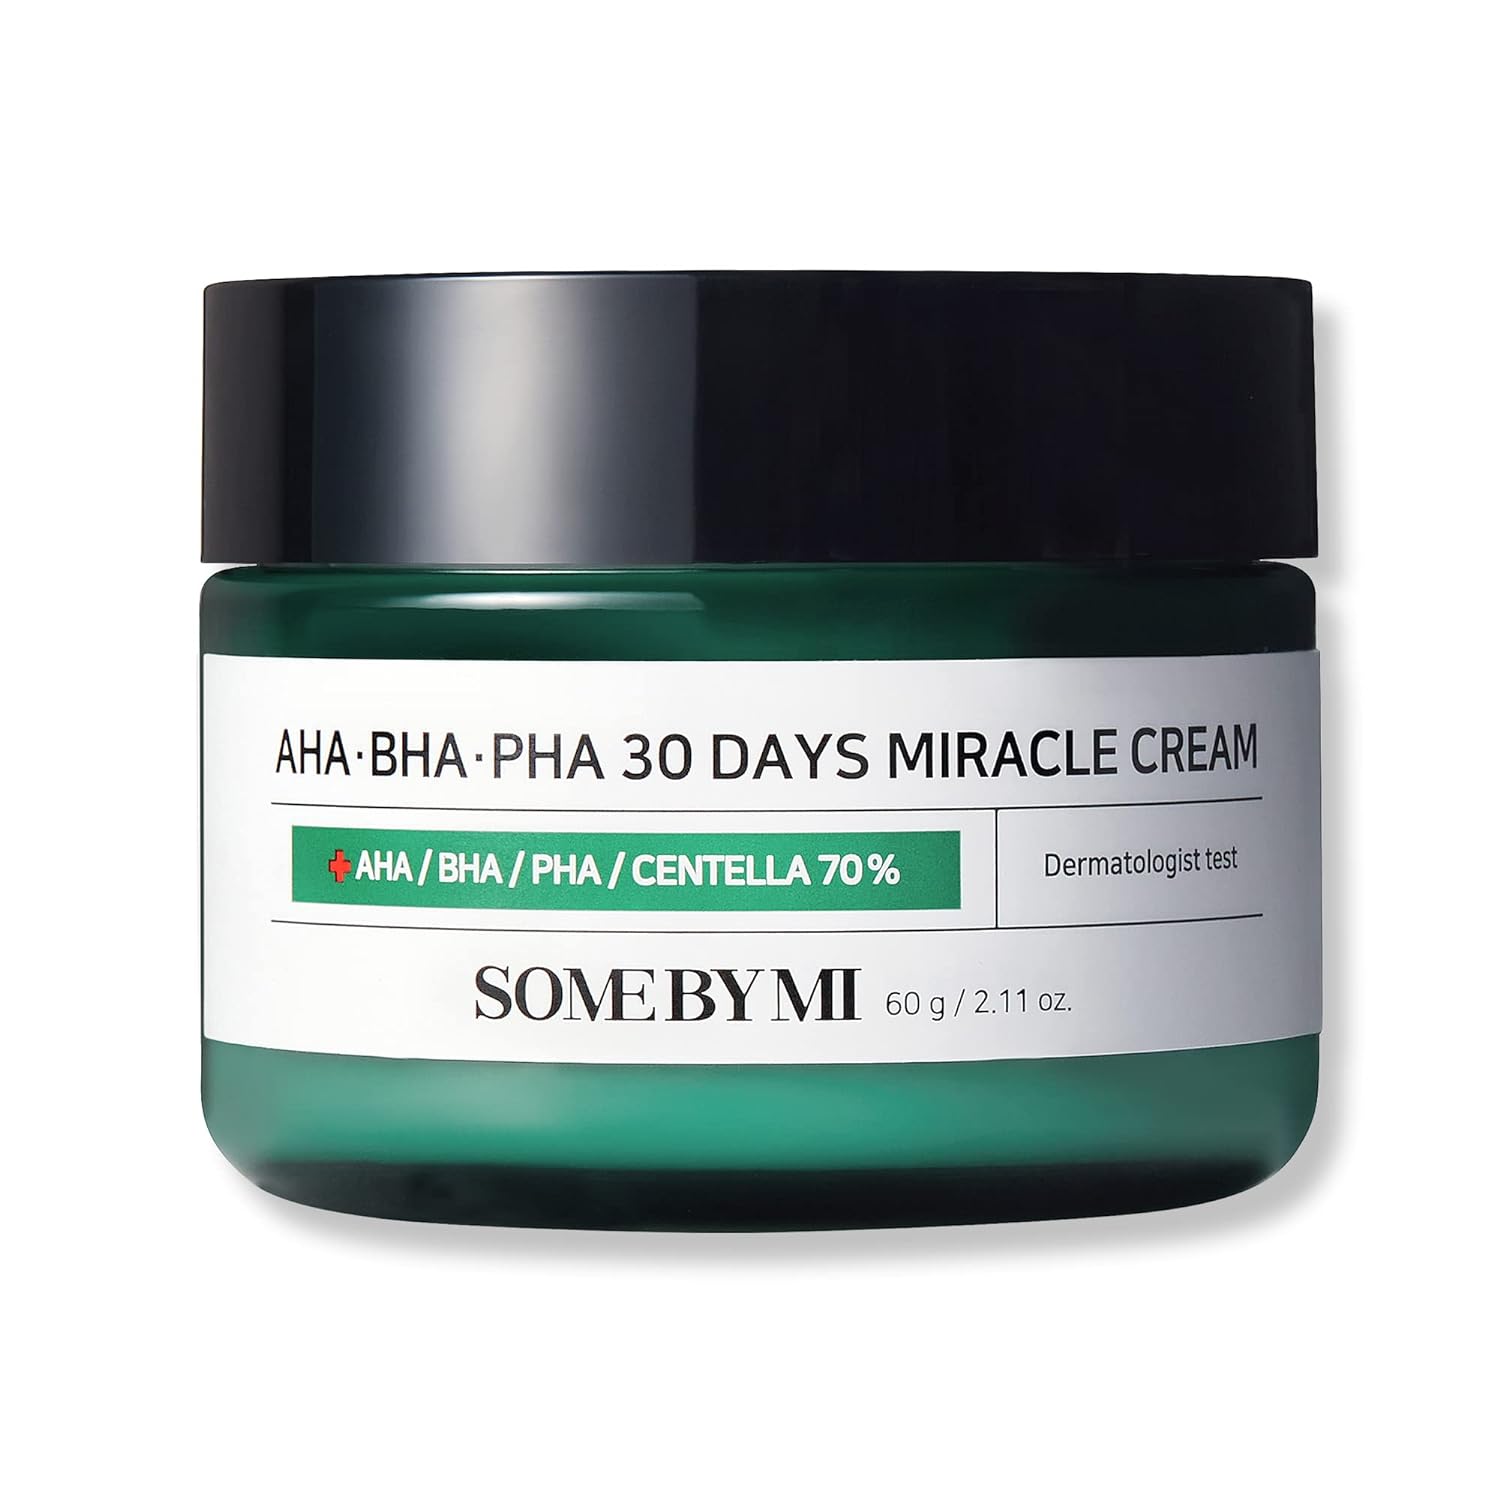 AHA·BHA·PHA 30 DAYS MIRACLE CREAM
AHA / BHA / PHA / CENTELLA 70%
Dermatologist test
SOME BY MI 60 g / 2.11 oz.